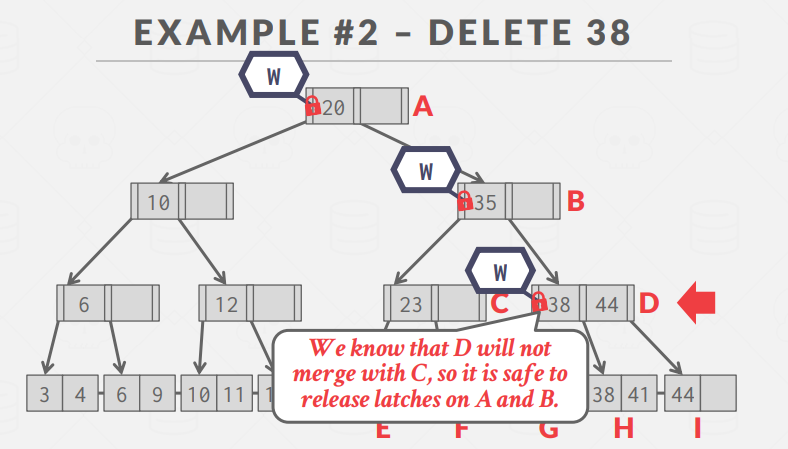 EXAMPLE #2 – DELETE 38
W
20 A
W
10
35 B
W
6
12
23 C
38 44 D
We know that D will not
merge with C, so it is safe to
release latches on A and B.
3 4 6 9 10 11 1
38 41 44
E F G H I